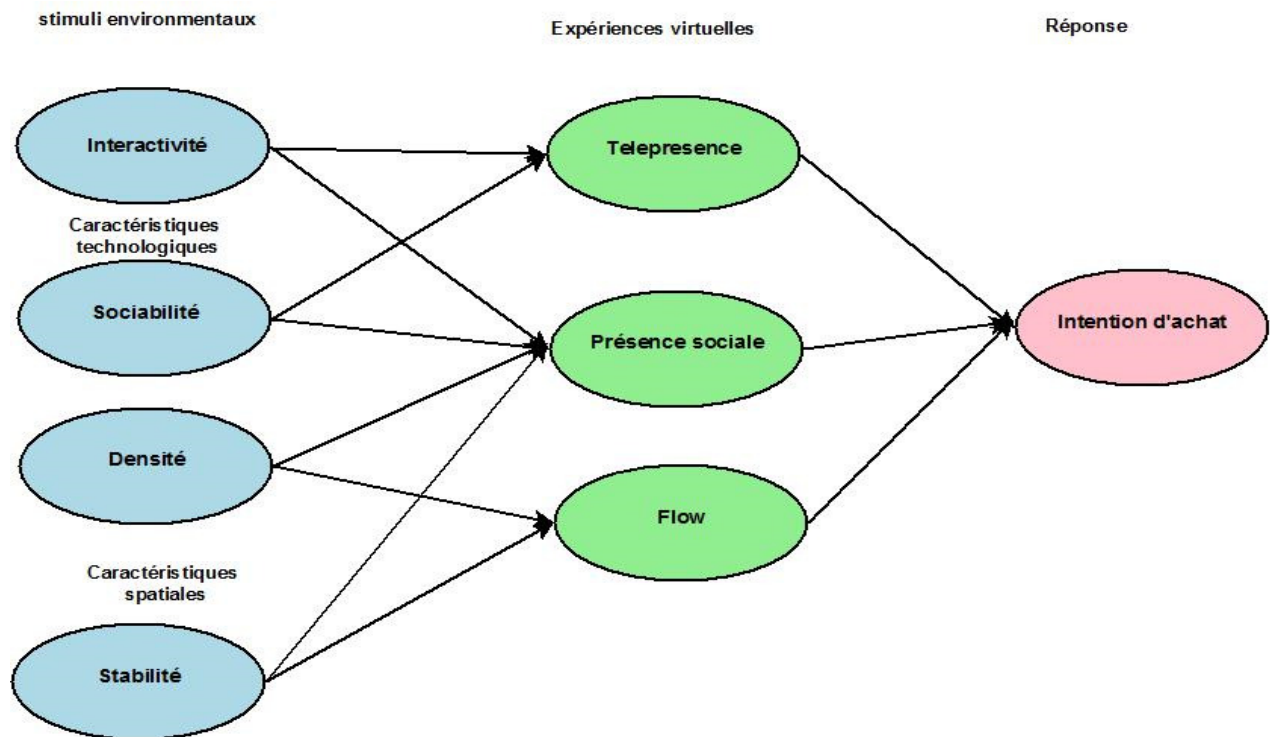 stimuli environmentaux
Expériences virtuelles
Réponse
Interactivité
Telepresence
Caractéristiques
technologiques
Sociabilité
Présence sociale
Intention d'achat
Densité
Flow
Caractéristiques
spatiales
Stabilité